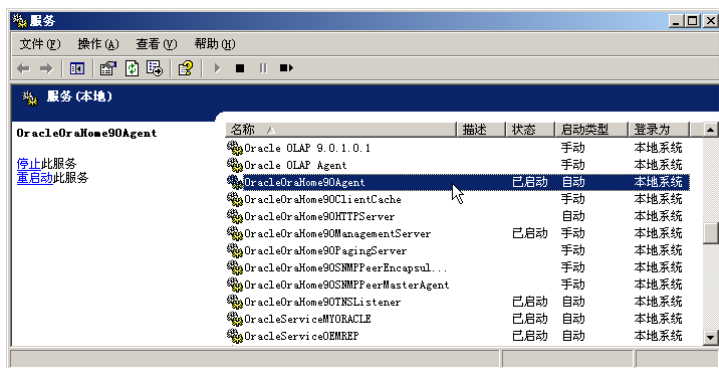 服务
文件(F) 操作(A) 查看(V) 帮助(H)
服务(本地)
OracleOraHome90Agent
停止此服务
重启动此服务
名称 描述 状态 启动类型 登录为
Oracle OLAP 9.0.1.0.1 手动 本地系统
Oracle OLAP Agent 手动 本地系统
OracleOraHome90Agent 已启动 自动 本地系统
OracleOraHome90ClientCache 手动 本地系统
OracleOraHome90HTTPServer 自动 本地系统
OracleOraHome90ManagementServer 已启动 手动 本地系统
OracleOraHome90PagingServer 手动 本地系统
OracleOraHome90SNMPPeerEncapsul... 手动 本地系统
OracleOraHome90SNMPPeerMasterAgent 手动 本地系统
OracleOraHome90TNSListener 已启动 自动 本地系统
OracleServiceMYORACLE 已启动 自动 本地系统
OracleServiceOEMREP 已启动 自动 本地系统